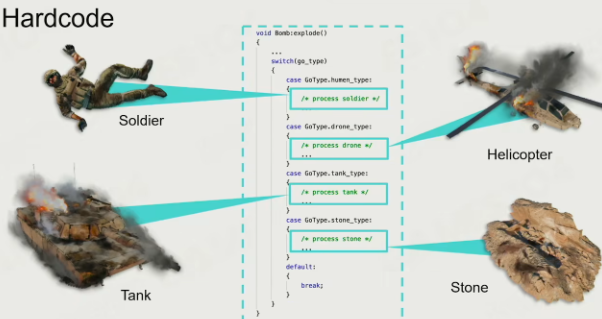 Hardcode
void Bomb:explode()
{
...
switch(go_type)
{
case GoType.humen_type:
{
/* process soldier */
}
case GoType.drone_type:
{
/* process drone */
...
}
case GoType.tank_type:
{
/* process tank */
...
}
case GoType.stone_type:
{
/* process stone */
...
}
default:
{
break;
}
}
}
Soldier
Helicopter
Tank
Stone